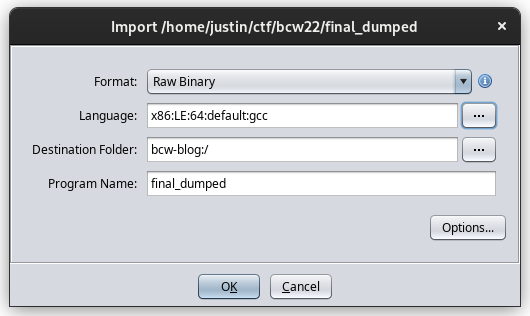 Import /home/justin/ctf/bcw22/final_dumped
Format: Raw Binary
Language: x86:LE:64:default:gcc ...
Destination Folder: bcw-blog:/ ...
Program Name: final_dumped
Options...
OK Cancel